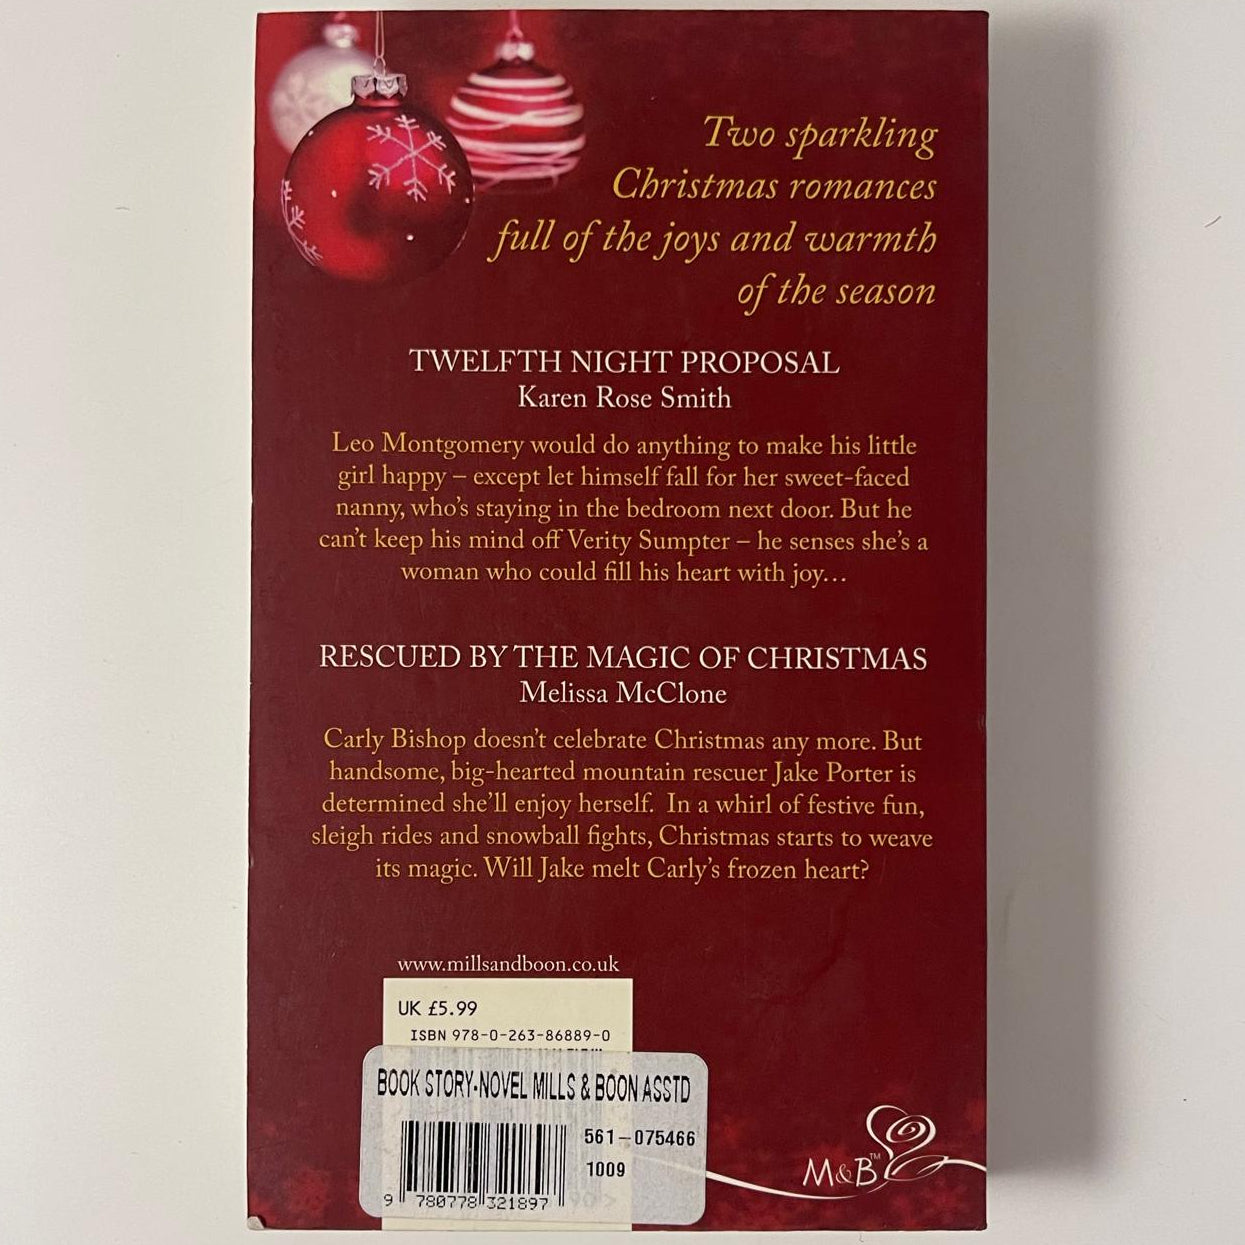 Two sparkling
Christmas romances
full of the joys and warmth
of the season
TWELFTH NIGHT PROPOSAL
Karen Rose Smith
Leo Montgomery would do anything to make his little
girl happy – except let himself fall for her sweet-faced
nanny, who's staying in the bedroom next door. But he
can't keep his mind off Verity Sumpter – he senses she's a
woman who could fill his heart with joy…
RESCUED BY THE MAGIC OF CHRISTMAS
Melissa McClone
Carly Bishop doesn't celebrate Christmas any more. But
handsome, big-hearted mountain rescuer Jake Porter is
determined she'll enjoy herself. In a whirl of festive fun,
sleigh rides and snowball fights, Christmas starts to weave
its magic. Will Jake melt Carly's frozen heart?
www.millsandboon.co.uk
UK £5.99
ISBN 978-0-263-86889-0
BOOK STORY-NOVEL MILLS & BOON ASSTD
561-075466
1009
9 780778 321897
M&B™